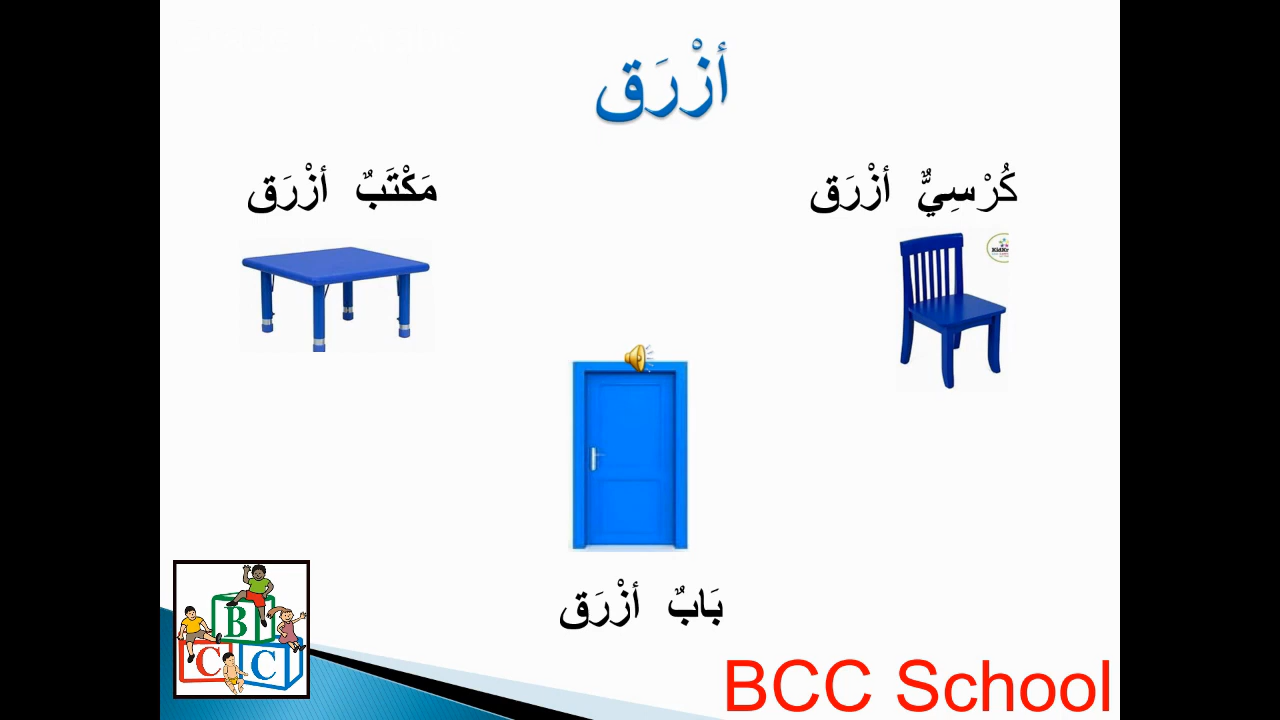 أزْرَق
كُرْسِيٌّ أزْرَق
مَكْتَبٌ أزْرَق
بَابٌ أزْرَق
B
C C
BCC School